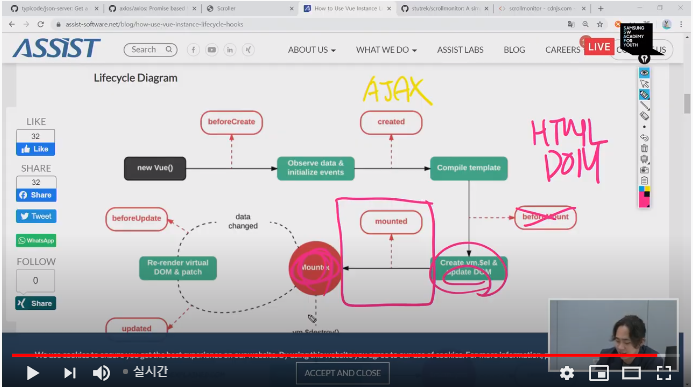 typicode/json-server: Get a
axios/axios: Promise based
Scratker
How to Use Vue Instance L
stutrek/scrollmonitor: A sim
scrollmonitor - cdnjs.com
assist-software.net/blog/how-use-vue-instance-lifecycle-hooks
ASSIST
Search
ABOUT US
WHAT WE DO
ASSIST LABS
BLOG
CAREERS
LIVE
SAMSUNG
SW
ACADEMY
FOR
YOUTH
Lifecycle Diagram
AJAX
LIKE
32
Like
SHARE
32
Share
Tweet
WhatsApp
FOLLOW
0
Share
beforeCreate
created
HTML
DOM
new Vue()
Observe data &
initialize events
Compile template
beforeUpdate
data
changed
mounted
beforeMount
Re-render virtual
DOM & patch
Mounted
Create vm.$el &
update DOM
updated
vm.$destroy()
We use cookies to ensure you get the best experience on our website. By using this website you agree to our use of cookies. For more information,
ACCEPT AND CLOSE
실시간